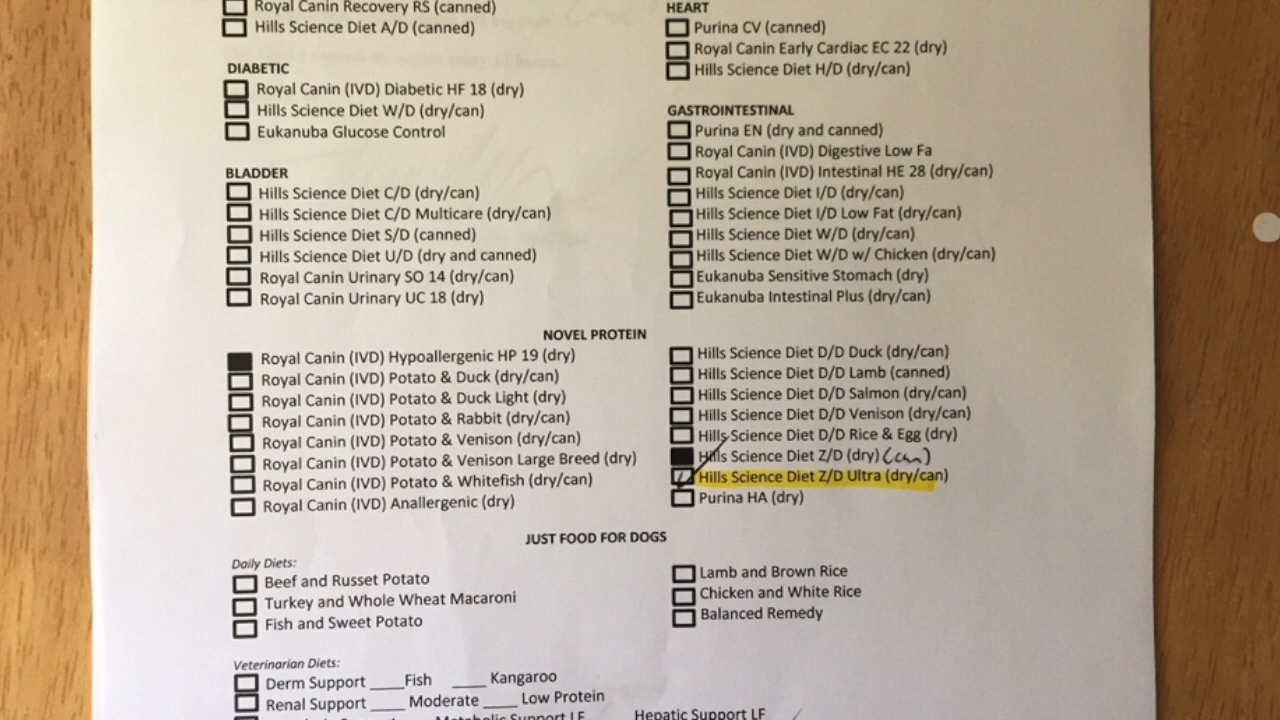 Royal Canin Recovery RS (canned)
Hills Science Diet A/D (canned)
DIABETIC
Royal Canin (IVD) Diabetic HF 18 (dry)
Hills Science Diet W/D (dry/can)
Eukanuba Glucose Control
BLADDER
Hills Science Diet C/D (dry/can)
Hills Science Diet C/D Multicare (dry/can)
Hills Science Diet S/D (canned)
Hills Science Diet U/D (dry and canned)
Royal Canin Urinary SO 14 (dry/can)
Royal Canin Urinary UC 18 (dry)
HEART
Purina CV (canned)
Royal Canin Early Cardiac EC 22 (dry)
Hills Science Diet H/D (dry/can)
GASTROINTESTINAL
Purina EN (dry and canned)
Royal Canin (IVD) Digestive Low Fa
Royal Canin (IVD) Intestinal HE 28 (dry/can)
Hills Science Diet I/D (dry/can)
Hills Science Diet I/D Low Fat (dry/can)
Hills Science Diet W/D (dry/can)
Hills Science Diet W/D w/ Chicken (dry/can)
Eukanuba Sensitive Stomach (dry)
Eukanuba Intestinal Plus (dry/can)
NOVEL PROTEIN
Royal Canin (IVD) Hypoallergenic HP 19 (dry)
Royal Canin (IVD) Potato & Duck (dry/can)
Royal Canin (IVD) Potato & Duck Light (dry)
Royal Canin (IVD) Potato & Rabbit (dry/can)
Royal Canin (IVD) Potato & Venison (dry/can)
Royal Canin (IVD) Potato & Venison Large Breed (dry)
Royal Canin (IVD) Potato & Whitefish (dry/can)
Royal Canin (IVD) Anallergenic (dry)
Hills Science Diet D/D Duck (dry/can)
Hills Science Diet D/D Lamb (canned)
Hills Science Diet D/D Salmon (dry/can)
Hills Science Diet D/D Venison (dry/can)
Hills Science Diet D/D Rice & Egg (dry)
Hills Science Diet Z/D (dry) (can)
Hills Science Diet Z/D Ultra (dry/can)
Purina HA (dry)
JUST FOOD FOR DOGS
Daily Diets:
Beef and Russet Potato
Turkey and Whole Wheat Macaroni
Fish and Sweet Potato
Lamb and Brown Rice
Chicken and White Rice
Balanced Remedy
Veterinarian Diets:
Derm Support ____Fish ____ Kangaroo
Renal Support ____ Moderate ____ Low Protein
Metabolic Support LF Hepatic Support LF